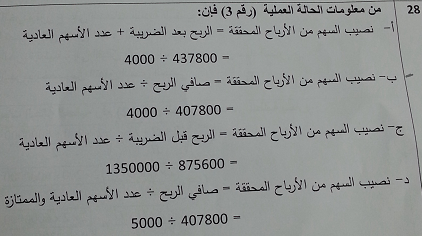 28 من معلومات الحالة العملية (رقم 3) فإن:
أ- نصيب السهم من الأرباح المحققة = الربح بعد الضريبة + عدد الأسهم العادية
= 437800 ÷ 4000
ب- نصيب السهم من الأرباح المحققة = صافي الربح ÷ عدد الأسهم العادية
= 407800 ÷ 4000
ج- نصيب السهم من الأرباح المحققة = الربح قبل الضريبة ÷ عدد الأسهم العادية
= 875600 ÷ 1350000
د- نصيب السهم من الأرباح المحققة = صافي الربح ÷ عدد الأسهم العادية والممتازة
= 407800 ÷ 5000